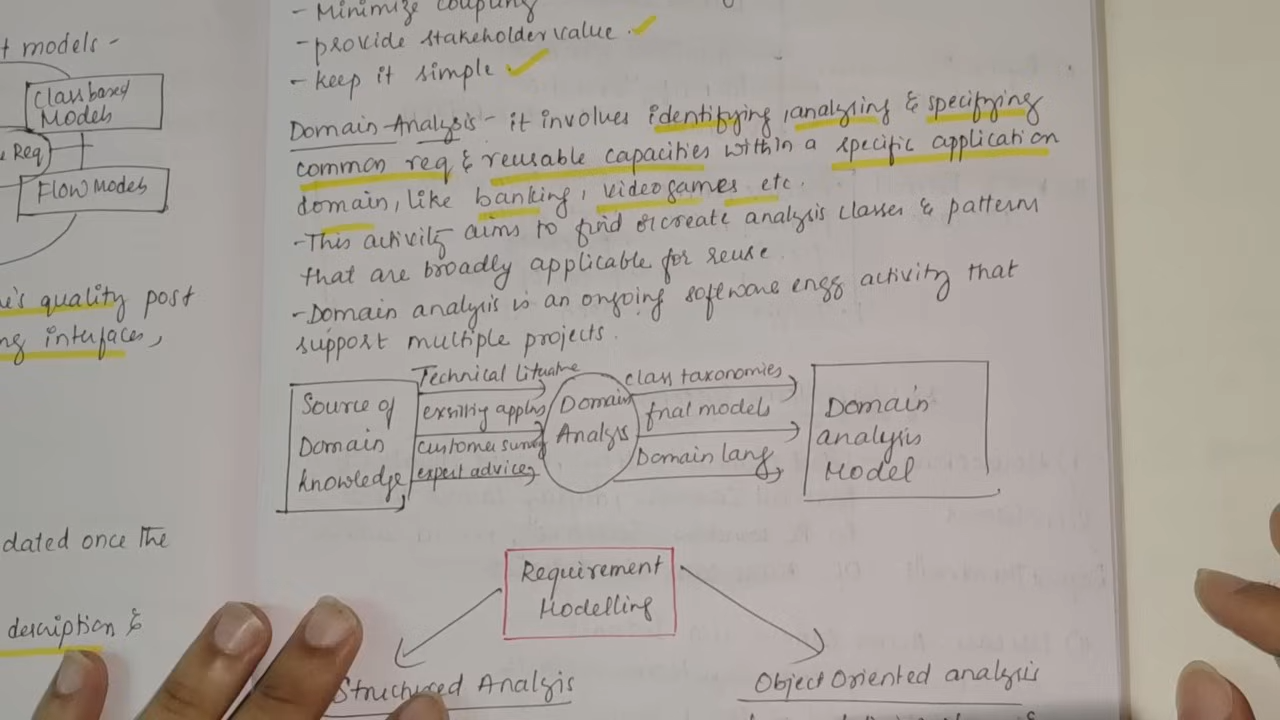 t models -
Class based
Models
Req
Flow Models
e's quality post
ng interfaces,
dated once the
description &
- Minimize coupling
- provide stakeholder value.
- keep it simple
Domain Analysis - it involves identifying, analysing & specifying
common req & reusable capacities within a specific application
domain, like banking, videogames etc.
- This activity aims to find or create analysis classes & pattern
that are broadly applicable for reuse.
- Domain analysis is an ongoing software engg activity that
support multiple projects.
Source of
Domain
knowledge
Technical liturature
exsiting applns
customer survey
expert advice
Domain
Analysis
class taxonomies
fnal models
Domain lang
Domain
analysis
Model
Requirement
Modelling
Structured Analysis
Object Oriented analysis